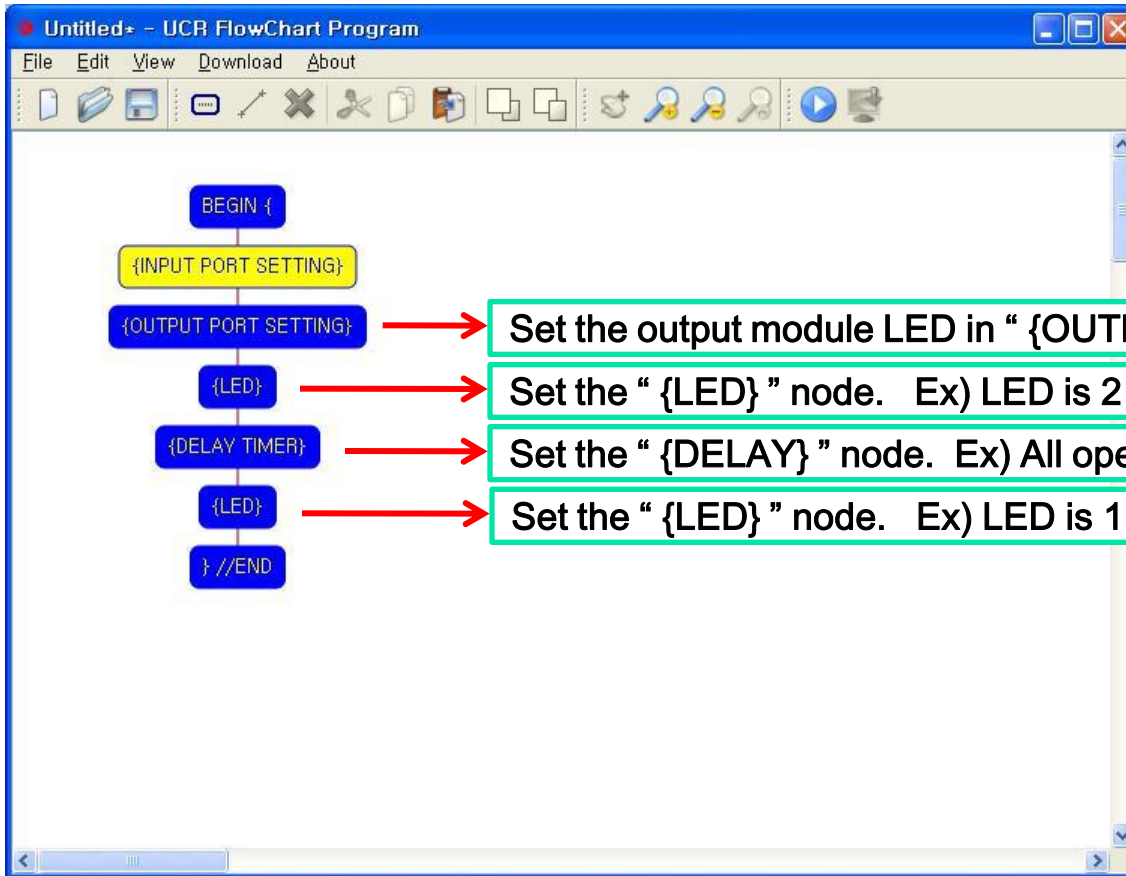 Untitled* - UCR FlowChart Program
File Edit View Download About
BEGIN {
{INPUT PORT SETTING}
{OUTPUT PORT SETTING}
Set the output module LED in “ {OUT
{LED}
Set the “ {LED} ” node. Ex) LED is 2
{DELAY TIMER}
Set the “ {DELAY} ” node. Ex) All ope
{LED}
Set the “ {LED} ” node. Ex) LED is 1
} //END